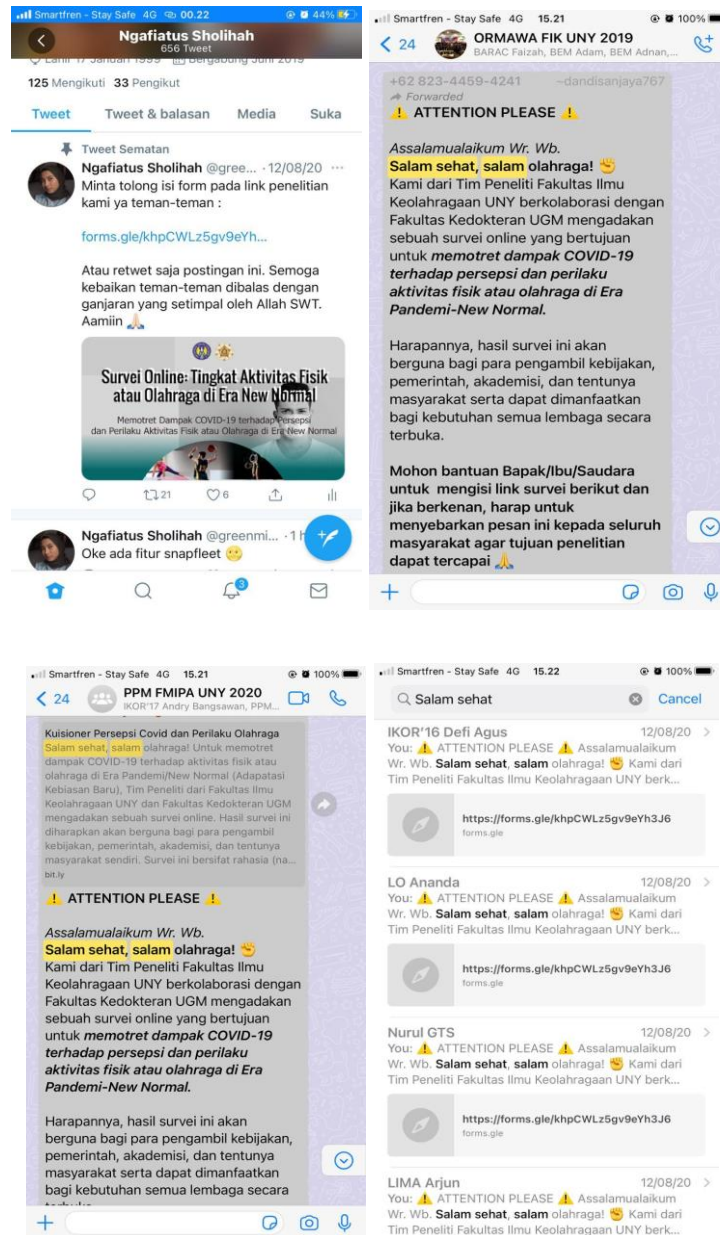 Smartfren - Stay Safe 4G 00.22
44%
Ngafiatus Sholihah
656 Tweet
Lahir 17 Januari 1999 Bergabung Juni 2019
125 Mengikuti 33 Pengikut
Tweet Tweet & balasan Media Suka
Tweet Sematan
Ngafiatus Sholihah @gree... · 12/08/20 ...
Minta tolong isi form pada link penelitian
kami ya teman-teman :
forms.gle/khpCWLz5gv9eYh...
Atau retwet saja postingan ini. Semoga
kebaikan teman-teman dibalas dengan
ganjaran yang setimpal oleh Allah SWT.
Aamiin 🙏🏻
Survei Online: Tingkat Aktivitas Fisik
atau Olahraga di Era New Normal
Memotret Dampak COVID-19 terhadap Persepsi
dan Perilaku Aktivitas Fisik atau Olahraga di Era New Normal
21 6
Ngafiatus Sholihah @greenmi... · 1 h
Oke ada fitur snapfleet
3
Smartfren - Stay Safe 4G 15.21
100%
24 ORMAWA FIK UNY 2019
BARAC Faizah, BEM Adam, BEM Adnan,...
+62 823-4459-4241 ~dandisanjaya767
Forwarded
⚠️ ATTENTION PLEASE ⚠️
Assalamualaikum Wr. Wb.
Salam sehat, salam olahraga! ✊
Kami dari Tim Peneliti Fakultas Ilmu
Keolahragaan UNY berkolaborasi dengan
Fakultas Kedokteran UGM mengadakan
sebuah survei online yang bertujuan
untuk memotret dampak COVID-19
terhadap persepsi dan perilaku
aktivitas fisik atau olahraga di Era
Pandemi-New Normal.
Harapannya, hasil survei ini akan
berguna bagi para pengambil kebijakan,
pemerintah, akademisi, dan tentunya
masyarakat serta dapat dimanfaatkan
bagi kebutuhan semua lembaga secara
terbuka.
Mohon bantuan Bapak/Ibu/Saudara
untuk mengisi link survei berikut dan
jika berkenan, harap untuk
menyebarkan pesan ini kepada seluruh
masyarakat agar tujuan penelitian
dapat tercapai 🙏
Smartfren - Stay Safe 4G 15.21
100%
24 PPM FMIPA UNY 2020
IKOR'17 Andry Bangsawan, PPM...
Kuisioner Persepsi Covid dan Perilaku Olahraga
Salam sehat, salam olahraga! Untuk memotret
dampak COVID-19 terhadap aktivitas fisik atau
olahraga di Era Pandemi/New Normal (Adapatasi
Kebiasan Baru), Tim Peneliti dari Fakultas Ilmu
Keolahragaan UNY dan Fakultas Kedokteran UGM
mengadakan sebuah survei online. Hasil survei ini
diharapkan akan berguna bagi para pengambil
kebijakan, pemerintah, akademisi, dan tentunya
masyarakat sendiri. Survei ini bersifat rahasia (na...
bit.ly
⚠️ ATTENTION PLEASE ⚠️
Assalamualaikum Wr. Wb.
Salam sehat, salam olahraga! ✊
Kami dari Tim Peneliti Fakultas Ilmu
Keolahragaan UNY berkolaborasi dengan
Fakultas Kedokteran UGM mengadakan
sebuah survei online yang bertujuan
untuk memotret dampak COVID-19
terhadap persepsi dan perilaku
aktivitas fisik atau olahraga di Era
Pandemi-New Normal.
Harapannya, hasil survei ini akan
berguna bagi para pengambil kebijakan,
pemerintah, akademisi, dan tentunya
masyarakat serta dapat dimanfaatkan
bagi kebutuhan semua lembaga secara
Smartfren - Stay Safe 4G 15.22
100%
Salam sehat Cancel
IKOR'16 Defi Agus 12/08/20
You: ⚠️ ATTENTION PLEASE ⚠️ Assalamualaikum
Wr. Wb. Salam sehat, salam olahraga! ✊ Kami dari
Tim Peneliti Fakultas Ilmu Keolahragaan UNY berk...
https://forms.gle/khpCWLz5gv9eYh3J6
forms.gle
LO Ananda 12/08/20
You: ⚠️ ATTENTION PLEASE ⚠️ Assalamualaikum
Wr. Wb. Salam sehat, salam olahraga! ✊ Kami dari
Tim Peneliti Fakultas Ilmu Keolahragaan UNY berk...
https://forms.gle/khpCWLz5gv9eYh3J6
forms.gle
Nurul GTS 12/08/20
You: ⚠️ ATTENTION PLEASE ⚠️ Assalamualaikum
Wr. Wb. Salam sehat, salam olahraga! ✊ Kami dari
Tim Peneliti Fakultas Ilmu Keolahragaan UNY berk...
https://forms.gle/khpCWLz5gv9eYh3J6
forms.gle
LIMA Arjun 12/08/20
You: ⚠️ ATTENTION PLEASE ⚠️ Assalamualaikum
Wr. Wb. Salam sehat, salam olahraga! ✊ Kami dari
Tim Peneliti Fakultas Ilmu Keolahragaan UNY berk...